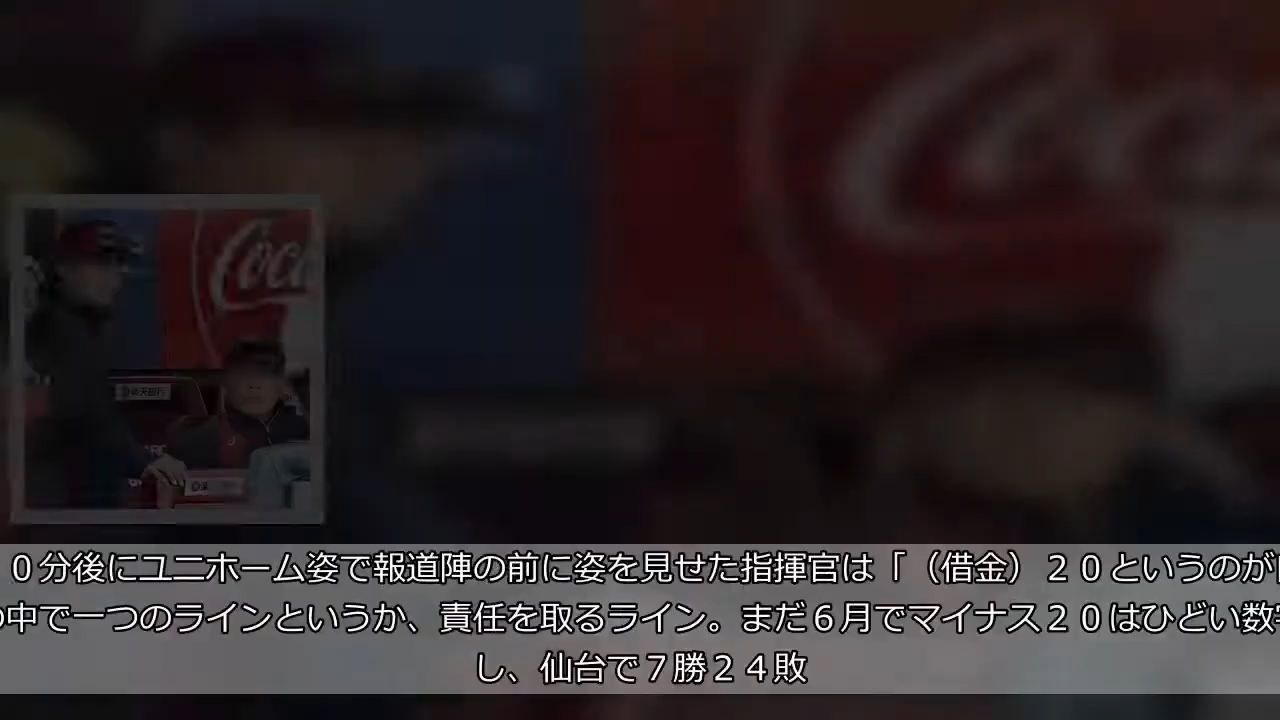 Coca
Coca
０分後にユニホーム姿で報道陣の前に姿を見せた指揮官は「（借金）２０というのが
の中で一つのラインというか、責任を取るライン。まだ６月でマイナス２０はひどい数字
し、仙台で７勝２４敗